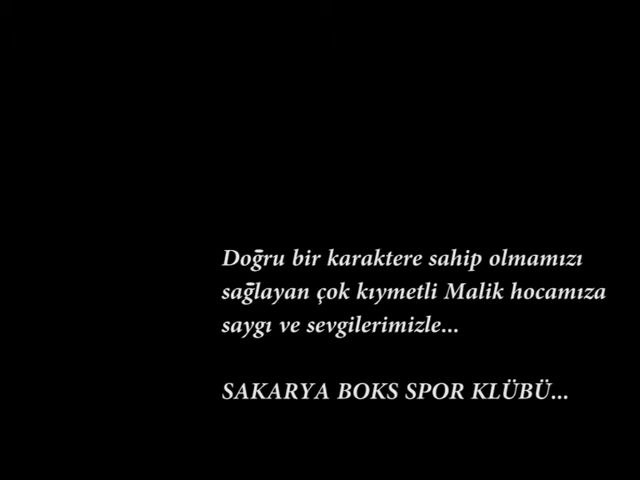 Doğru bir karaktere sahip olmamızı
sağlayan çok kıymetli Malik hocamıza
saygı ve sevgilerimizle...
SAKARYA BOKS SPOR KLÜBÜ...